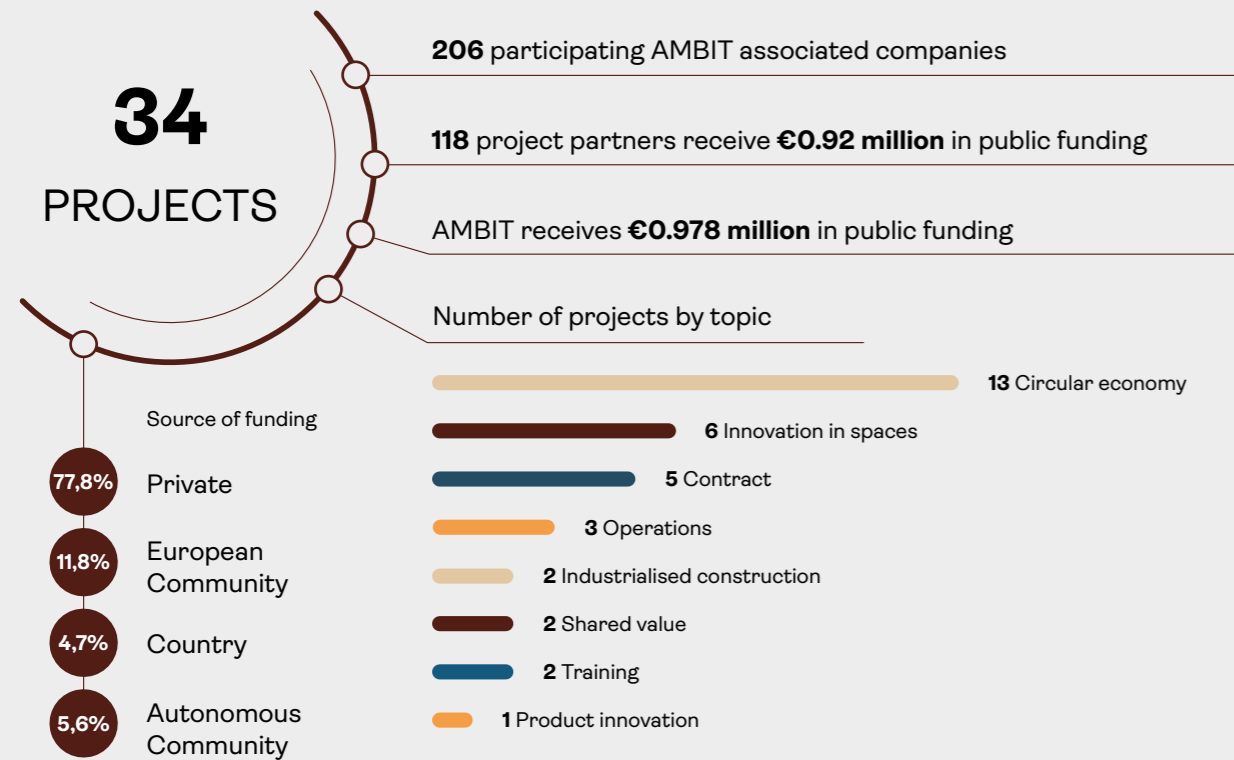 34
PROJECTS
206 participating AMBIT associated companies
118 project partners receive €0.92 million in public funding
AMBIT receives €0.978 million in public funding
Number of projects by topic
13 Circular economy
6 Innovation in spaces
5 Contract
3 Operations
2 Industrialised construction
2 Shared value
2 Training
1 Product innovation
Source of funding
77,8% Private
11,8% European
Community
4,7% Country
5,6% Autonomous
Community